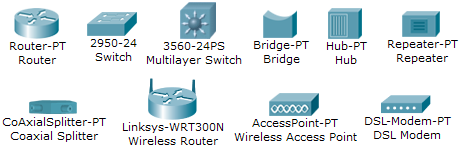 Router-PT
Router
2950-24
Switch
3560-24PS
Multilayer Switch
Bridge-PT
Bridge
Hub-PT
Hub
Repeater-PT
Repeater
CoAxialSplitter-PT
Coaxial Splitter
Linksys-WRT300N
Wireless Router
AccessPoint-PT
Wireless Access Point
DSL-Modem-PT
DSL Modem